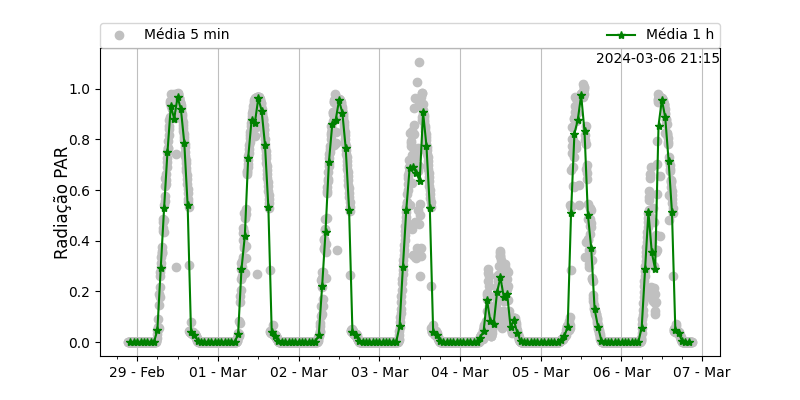 Média 5 min
Média 1 h
2024-03-06 21:15
Radiação PAR
1.0
0.8
0.6
0.4
0.2
0.0
29 - Feb
01 - Mar
02 - Mar
03 - Mar
04 - Mar
05 - Mar
06 - Mar
07 - Mar